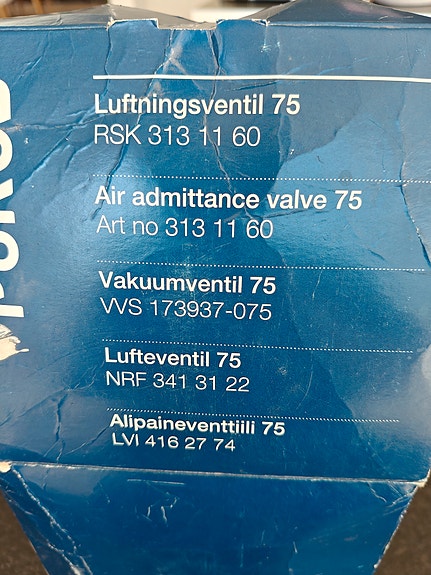 Luftningsventil 75
RSK 313 11 60
Air admittance valve 75
Art no 313 11 60
Vakuumventil 75
VVS 173937-075
Lufteventil 75
NRF 341 31 22
Alipaineventtiili 75
LVI 416 27 74